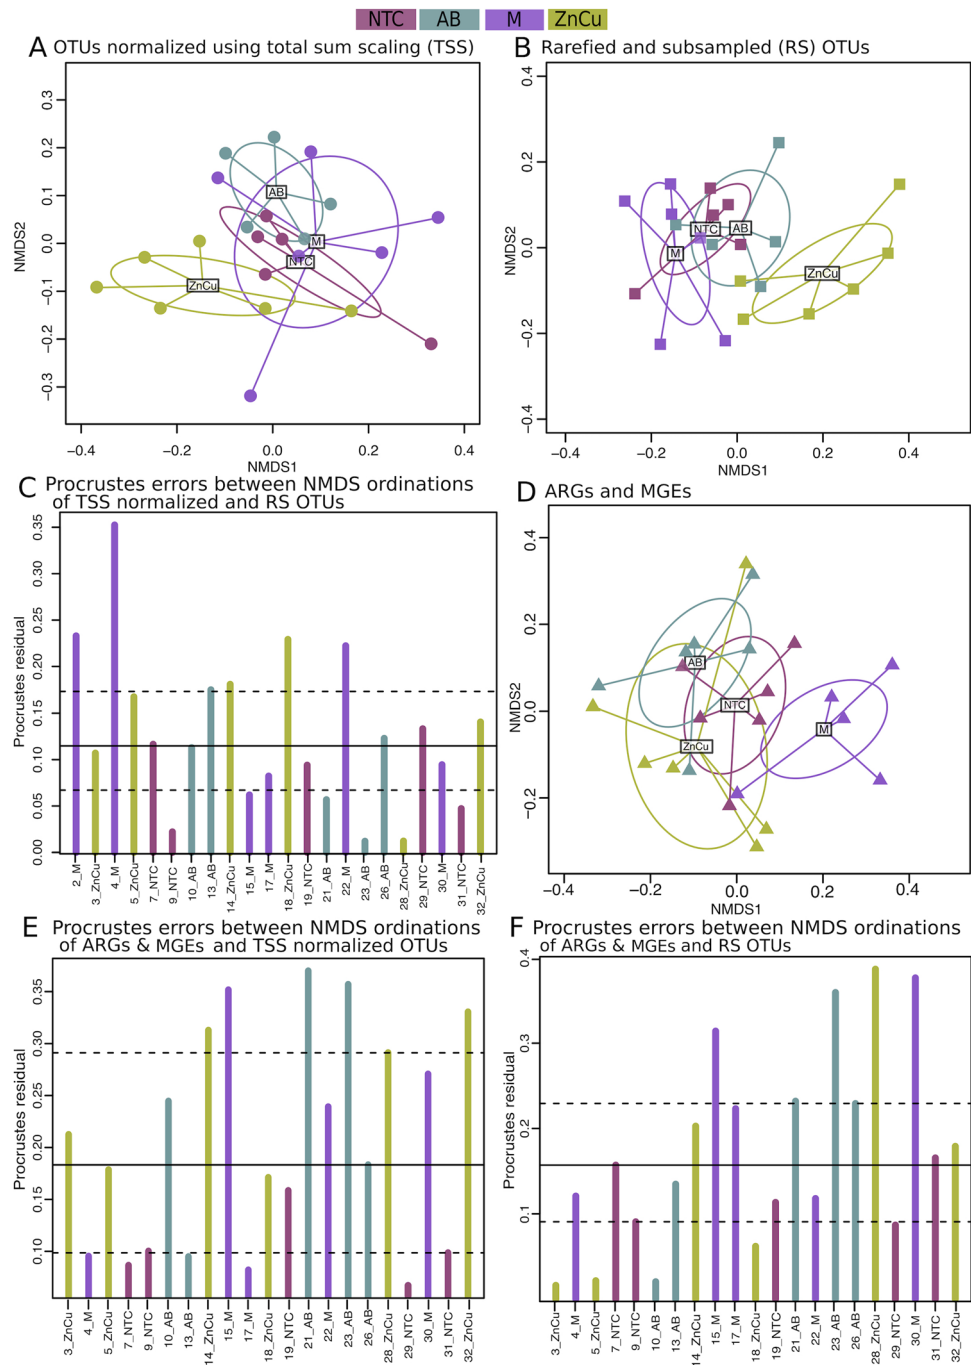 NTC AB M ZnCu
A OTUs normalized using total sum scaling (TSS)
B Rarefied and subsampled (RS) OTUs
NMDS2
0.3
0.2
0.1
0.0
−0.1
−0.2
−0.3
AB
M
NTC
ZnCu
−0.4 −0.2 0.0 0.2 0.4
NMDS1
NMDS2
0.4
0.2
0.0
−0.2
−0.4
NTC
AB
M
ZnCu
−0.4 −0.2 0.0 0.2 0.4
NMDS1
C Procrustes errors between NMDS ordinations
of TSS normalized and RS OTUs
Procrustes residual
0.35
0.30
0.25
0.20
0.15
0.10
0.05
0.00
2_M 3_ZnCu 4_M 5_ZnCu 7_NTC 9_NTC 10_AB 13_AB 14_ZnCu 15_M 17_M 18_ZnCu 19_NTC 21_AB 22_M 23_AB 26_AB 28_ZnCu 29_NTC 30_M 31_NTC 32_ZnCu
D ARGs and MGEs
NMDS2
0.4
0.2
0.0
−0.2
AB
NTC
M
ZnCu
−0.4 −0.2 0.0 0.2 0.4
NMDS1
E Procrustes errors between NMDS ordinations
of ARGs & MGEs and TSS normalized OTUs
Procrustes residual
0.35
0.30
0.25
0.20
0.15
0.10
3_ZnCu 4_M 5_ZnCu 7_NTC 9_NTC 10_AB 13_AB 14_ZnCu 15_M 17_M 18_ZnCu 19_NTC 21_AB 22_M 23_AB 26_AB 28_ZnCu 29_NTC 30_M 31_NTC 32_ZnCu
F Procrustes errors between NMDS ordinations
of ARGs & MGEs and RS OTUs
Procrustes residual
0.4
0.3
0.2
0.1
3_ZnCu 4_M 5_ZnCu 7_NTC 9_NTC 10_AB 13_AB 14_ZnCu 15_M 17_M 18_ZnCu 19_NTC 21_AB 22_M 23_AB 26_AB 28_ZnCu 29_NTC 30_M 31_NTC 32_ZnCu